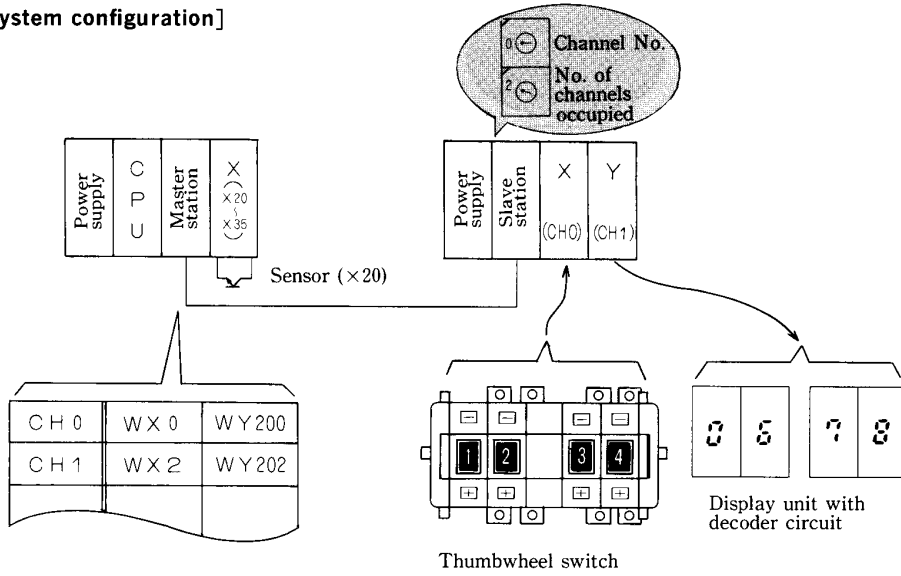 ystem configuration]
0 Channel No.
2 No. of
channels
occupied
Power
supply
C
P
U
Master
station
X
(X20
~
X35)
Power
supply
Slave
station
X
(CH0)
Y
(CH1)
Sensor (×20)
CH0 WX0 WY200
CH1 WX2 WY202
1 2 3 4
0 6 7 8
Display unit with
decoder circuit
Thumbwheel switch